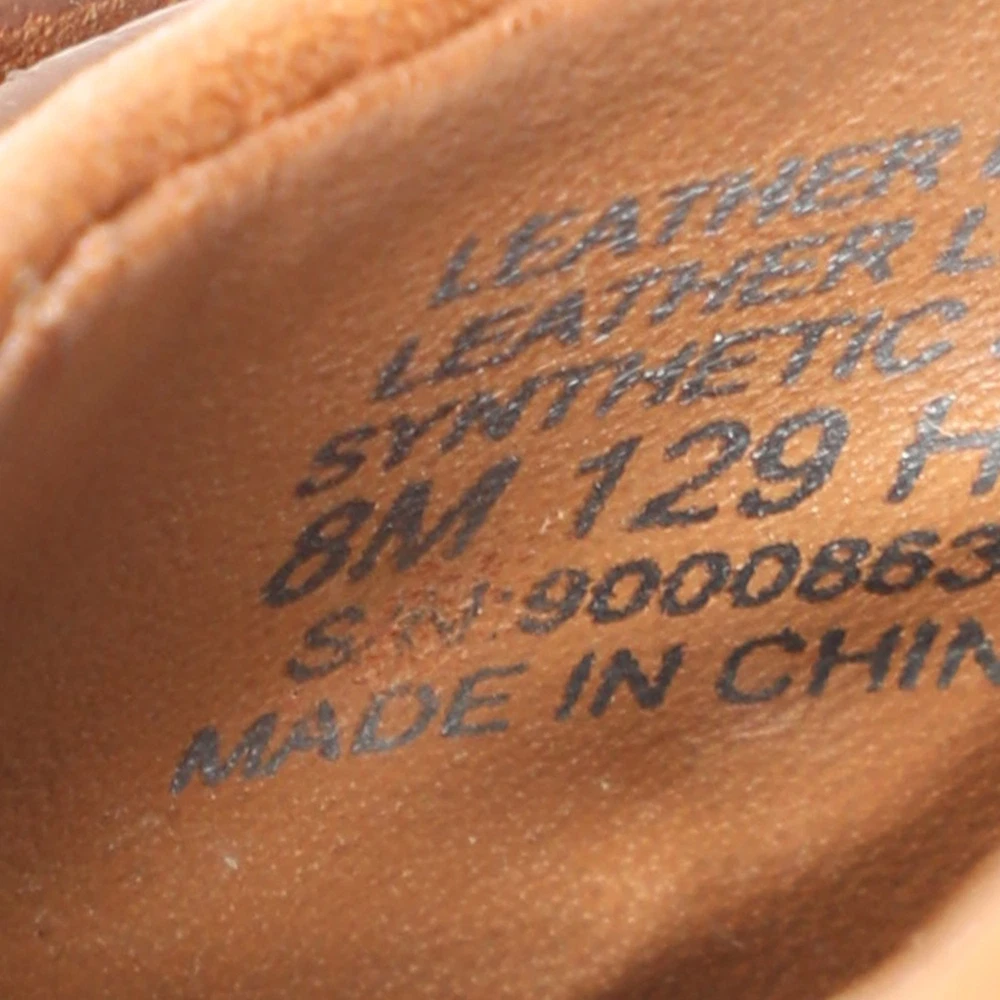 LEATHER
LEATHER L
SYNTHETIC
8M 129 H
S.N:9000863
MADE IN CHIN